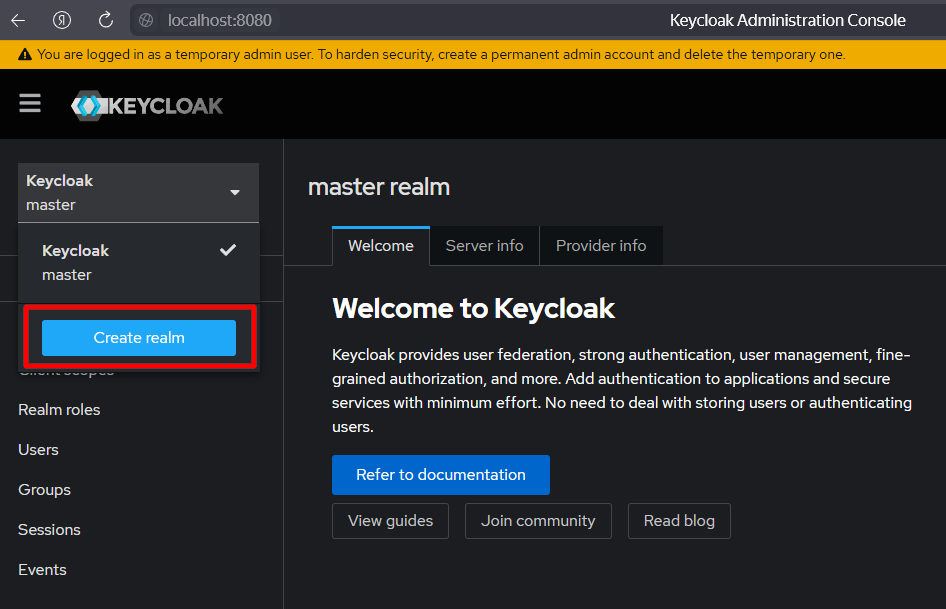 localhost:8080
Keycloak Administration Console
You are logged in as a temporary admin user. To harden security, create a permanent admin account and delete the temporary one.
KEYCLOAK
Keycloak
master
Keycloak
master
Create realm
Client scopes
Realm roles
Users
Groups
Sessions
Events
master realm
Welcome
Server info
Provider info
Welcome to Keycloak
Keycloak provides user federation, strong authentication, user management, fine-
grained authorization, and more. Add authentication to applications and secure
services with minimum effort. No need to deal with storing users or authenticating
users.
Refer to documentation
View guides
Join community
Read blog